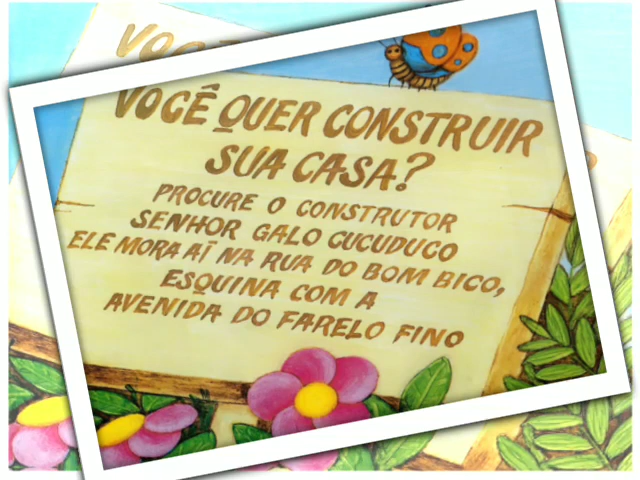 VOCÊ QUER CONSTRUIR
SUA CASA?
PROCURE O CONSTRUTOR
SENHOR GALO CUCUDUCO
ELE MORA AÍ NA RUA DO BOM BICO,
ESQUINA COM A
AVENIDA DO FARELO FINO